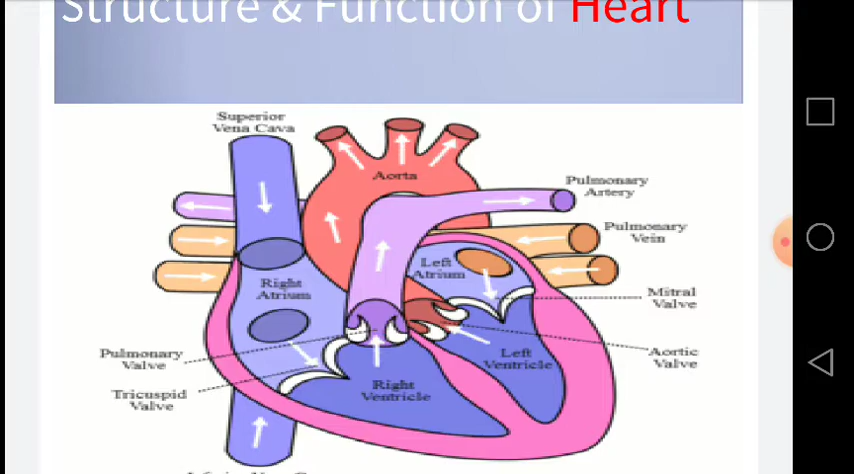 Structure & Function of Heart
Superior
Vena Cava
Aorta
Pulmonary
Artery
Pulmonary
Vein
Left
Atrium
Right
Atrium
Mitral
Valve
Pulmonary
Valve
Aortic
Valve
Left
Ventricle
Right
Ventricle
Tricuspid
Valve